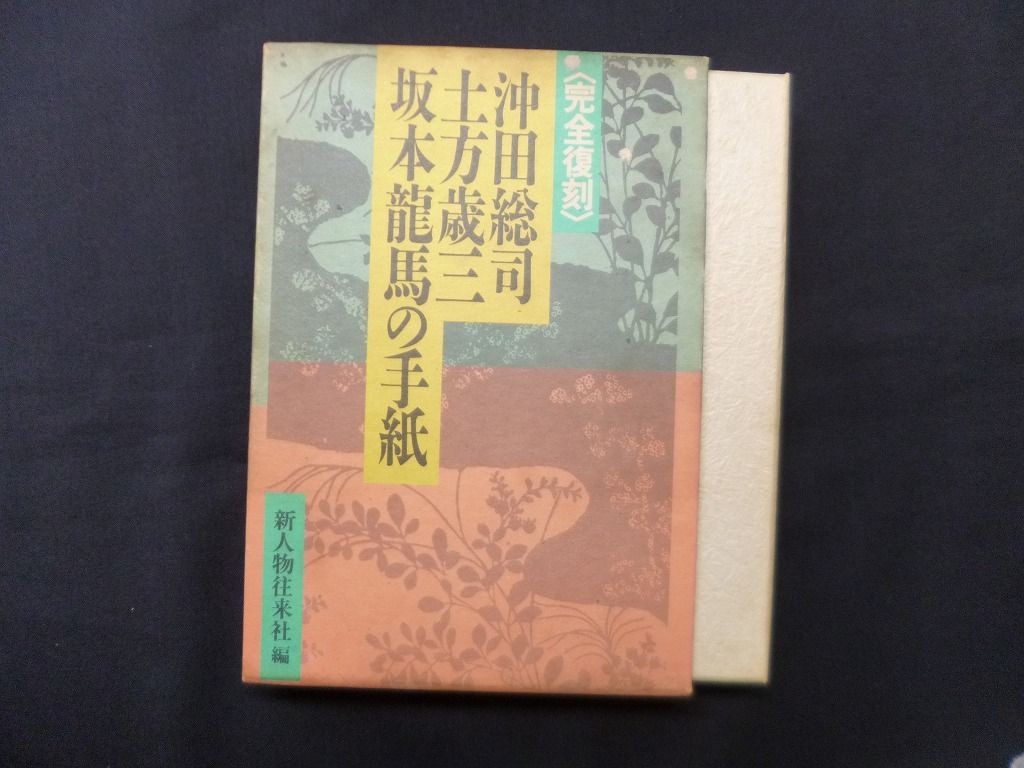 〈完全復刻〉
沖田総司
土方歳三
坂本龍馬の手紙
新人物往来社 編